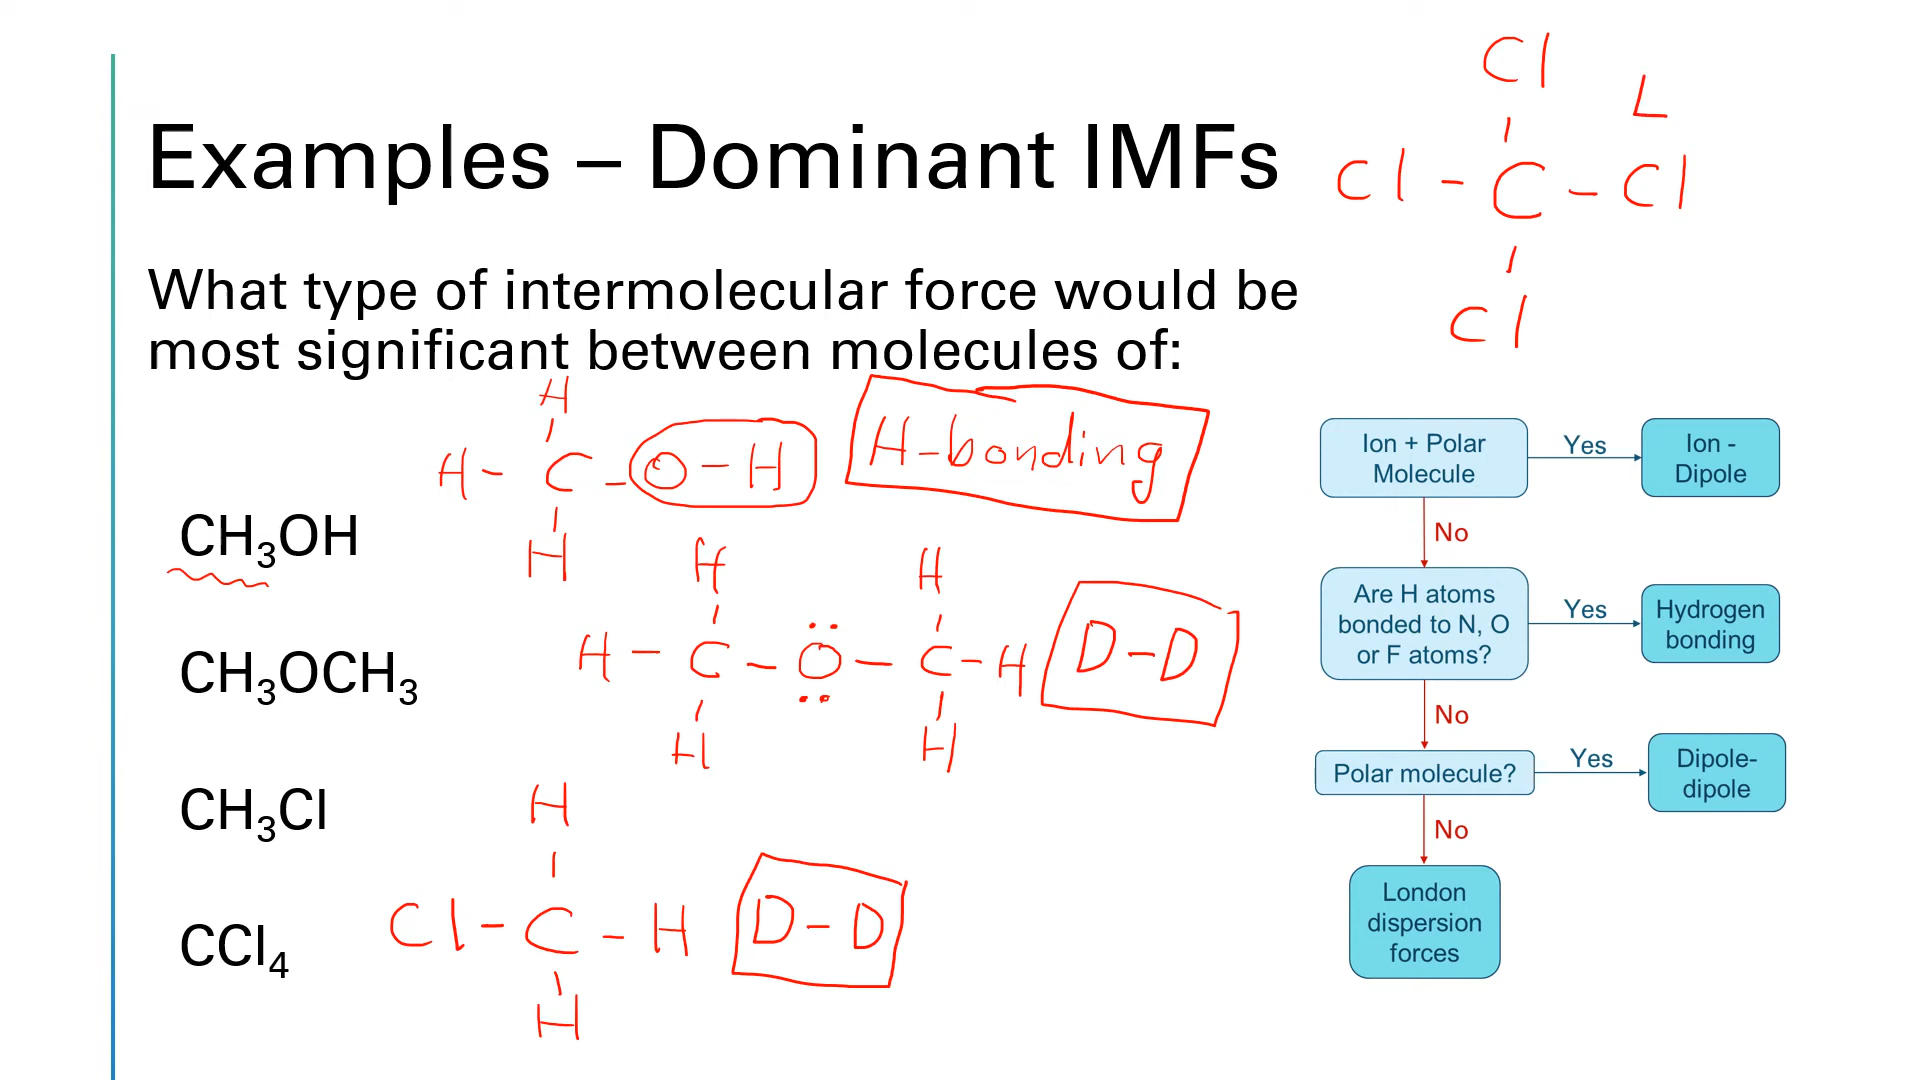 Examples – Dominant IMFs
What type of intermolecular force would be
most significant between molecules of:
CH₃OH
CH₃OCH₃
CH₃Cl
CCl₄
H
H - C - O - H
H
H-bonding
H H
H - C - O - C - H
H H
D - D
H
Cl - C - H
H
D - D
Cl
L
Cl - C - Cl
Cl
Ion + Polar
Molecule
Yes
Ion -
Dipole
No
Are H atoms
bonded to N, O
or F atoms?
Yes
Hydrogen
bonding
No
Polar molecule?
Yes
Dipole-
dipole
No
London
dispersion
forces